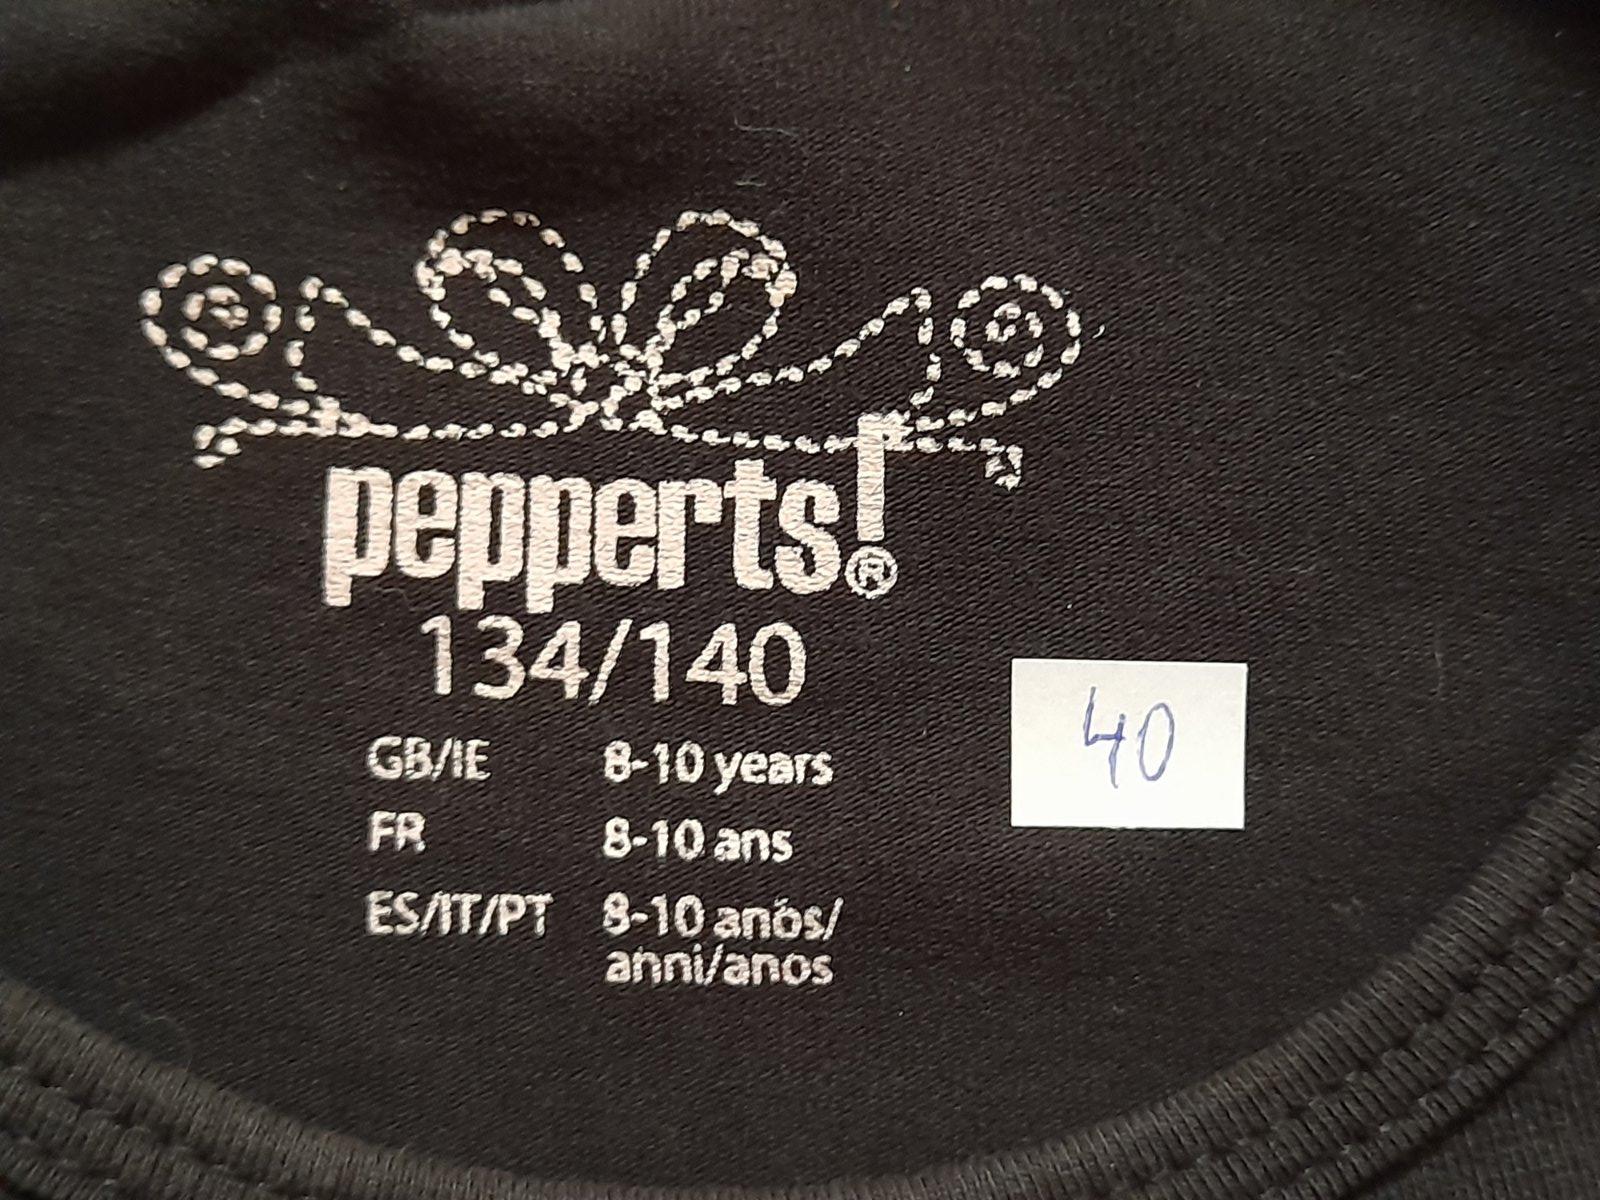 pepperts!®
134/140
40
GB/IE 8-10 years
FR 8-10 ans
ES/IT/PT 8-10 años/
anni/anos